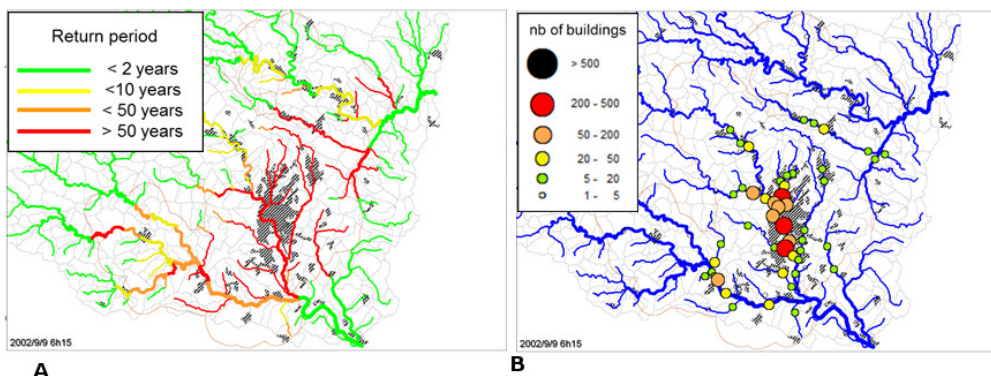 Return period
< 2 years
<10 years
< 50 years
> 50 years
2002/9/9 6h15
A
nb of buildings
> 500
200 - 500
50 - 200
20 - 50
5 - 20
1 - 5
2002/9/9 6h15
B